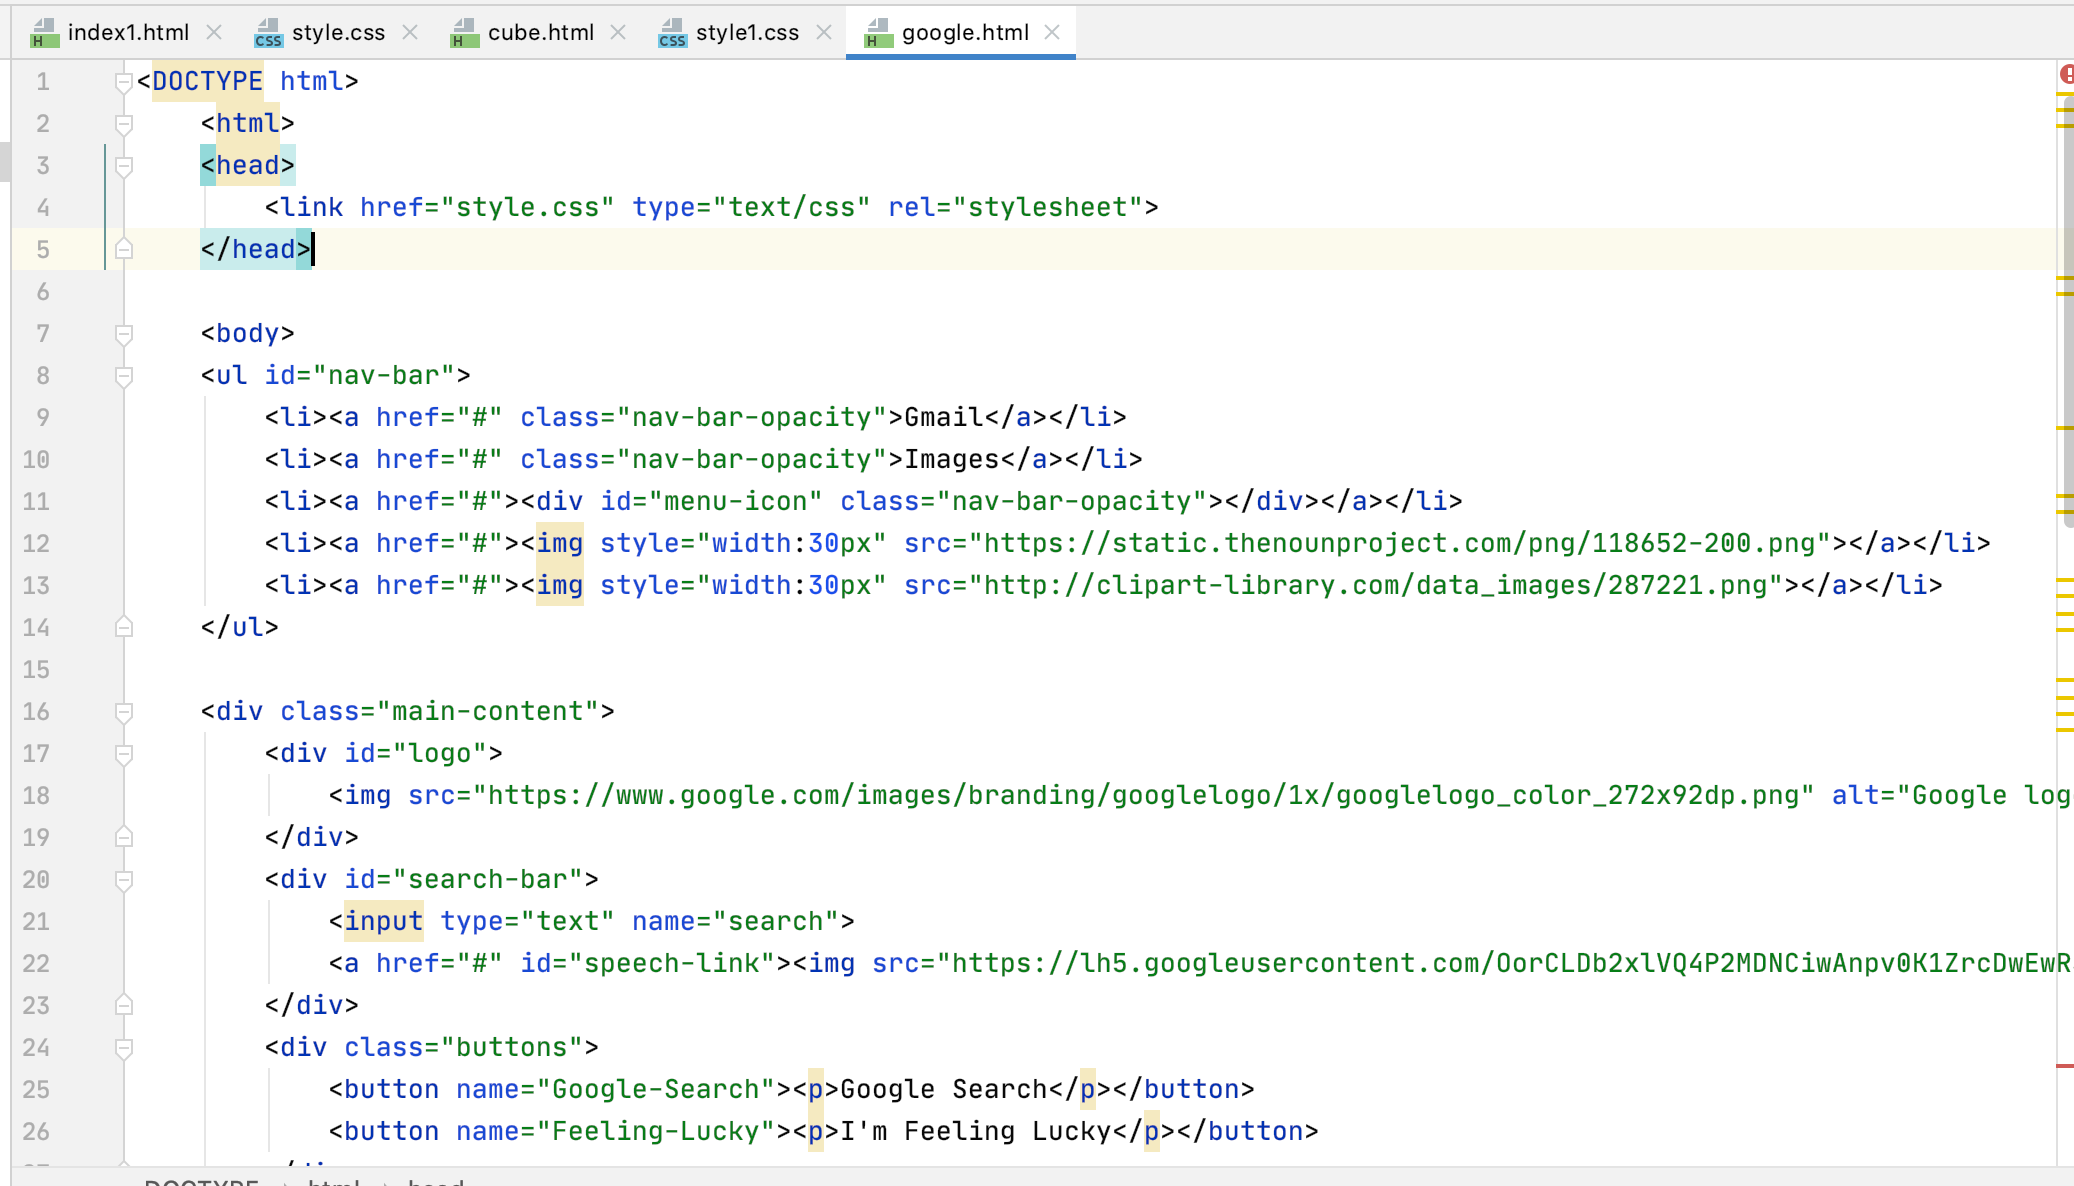 index1.html style.css cube.html style1.css google.html
1 <DOCTYPE html>
2 <html>
3 <head>
4 <link href="style.css" type="text/css" rel="stylesheet">
5 </head>
6
7 <body>
8 <ul id="nav-bar">
9 <li><a href="#" class="nav-bar-opacity">Gmail</a></li>
10 <li><a href="#" class="nav-bar-opacity">Images</a></li>
11 <li><a href="#"><div id="menu-icon" class="nav-bar-opacity"></div></a></li>
12 <li><a href="#"><img style="width:30px" src="https://static.thenounproject.com/png/118652-200.png"></a></li>
13 <li><a href="#"><img style="width:30px" src="http://clipart-library.com/data_images/287221.png"></a></li>
14 </ul>
15
16 <div class="main-content">
17 <div id="logo">
18 <img src="https://www.google.com/images/branding/googlelogo/1x/googlelogo_color_272x92dp.png" alt="Google log
19 </div>
20 <div id="search-bar">
21 <input type="text" name="search">
22 <a href="#" id="speech-link"><img src="https://lh5.googleusercontent.com/OorCLDb2xlVQ4P2MDNCiwAnpv0K1ZrcDwEwR
23 </div>
24 <div class="buttons">
25 <button name="Google-Search"><p>Google Search</p></button>
26 <button name="Feeling-Lucky"><p>I'm Feeling Lucky</p></button>
DOCTYPE html head